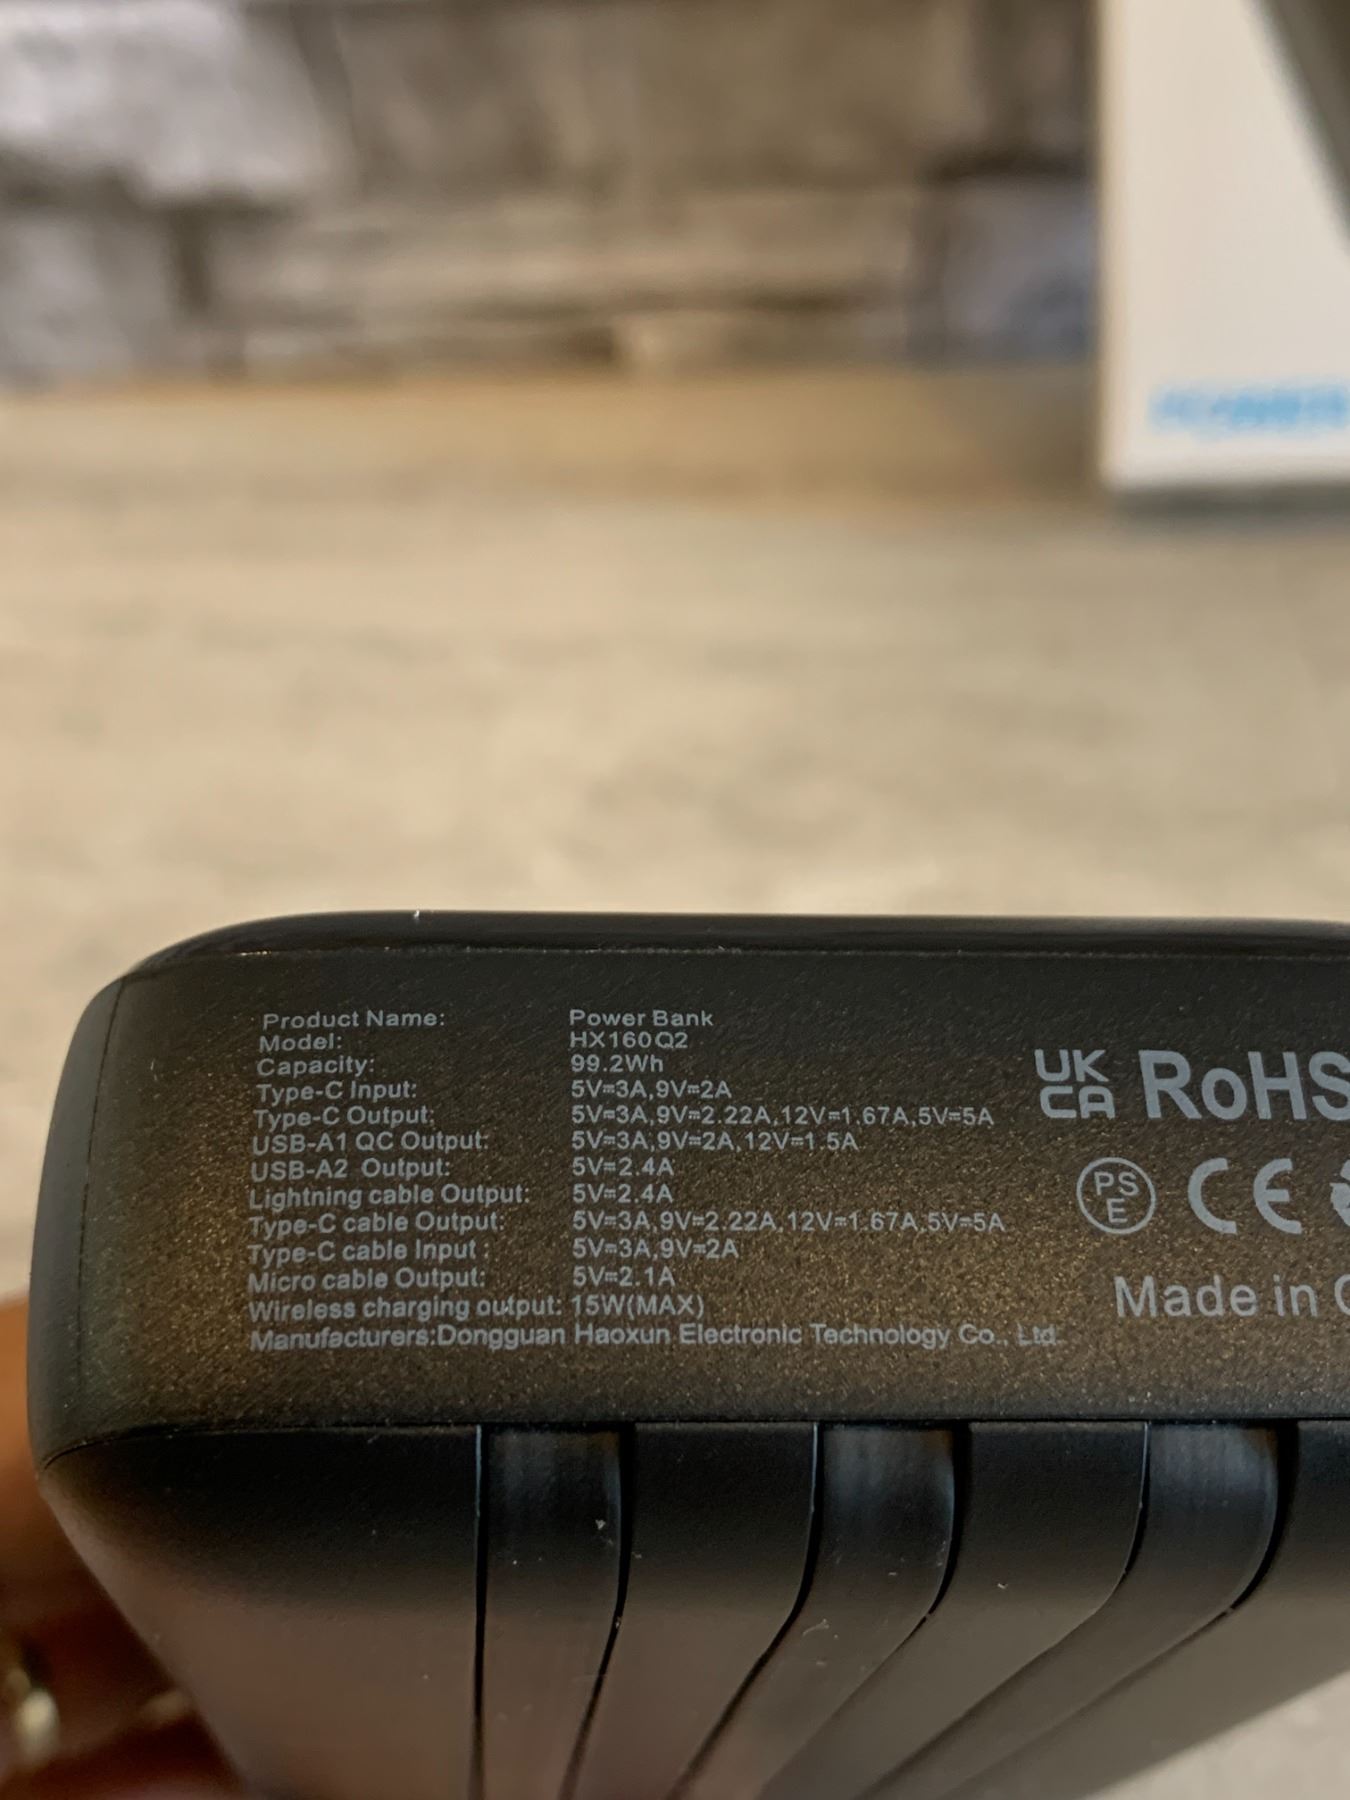 POWER
Product Name: Power Bank
Model: HX160Q2
Capacity: 99.2Wh
Type-C Input: 5V=3A,9V=2A
Type-C Output: 5V=3A,9V=2.22A,12V=1.67A,5V=5A
USB-A1 QC Output: 5V=3A,9V=2A,12V=1.5A
USB-A2 Output: 5V=2.4A
Lightning cable Output: 5V=2.4A
Type-C cable Output: 5V=3A,9V=2.22A,12V=1.67A,5V=5A
Type-C cable Input : 5V=3A,9V=2A
Micro cable Output: 5V=2.1A
Wireless charging output: 15W(MAX)
Manufacturers:Dongguan Haoxun Electronic Technology Co., Ltd.
UK
CA RoHS
PS
E CE
Made in